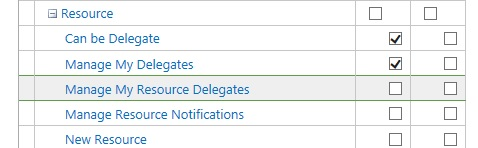 Resource
Can be Delegate
Manage My Delegates
Manage My Resource Delegates
Manage Resource Notifications
New Resource